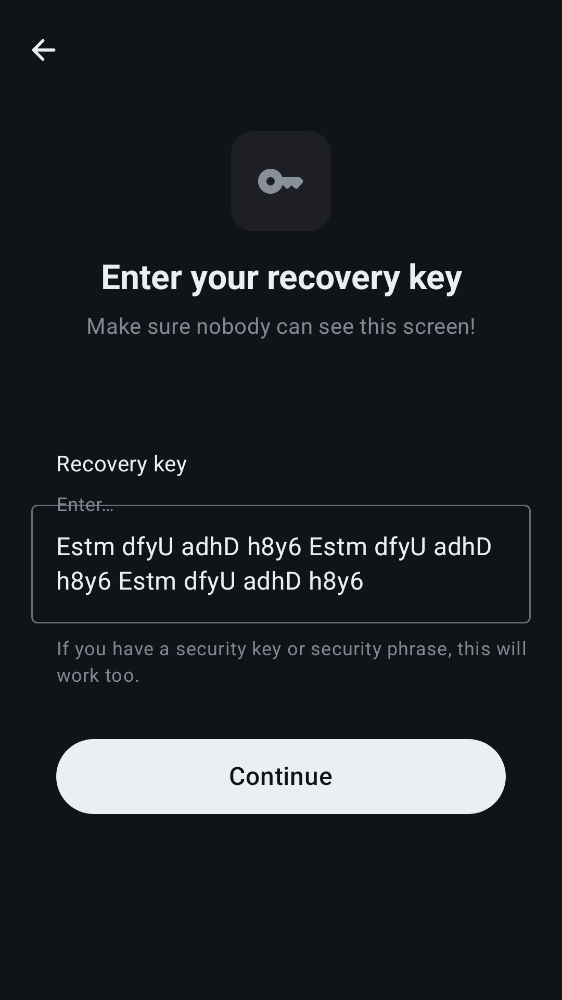 Enter your recovery key
Make sure nobody can see this screen!
Recovery key
Enter…
Estm dfyU adhD h8y6 Estm dfyU adhD
h8y6 Estm dfyU adhD h8y6
If you have a security key or security phrase, this will
work too.
Continue